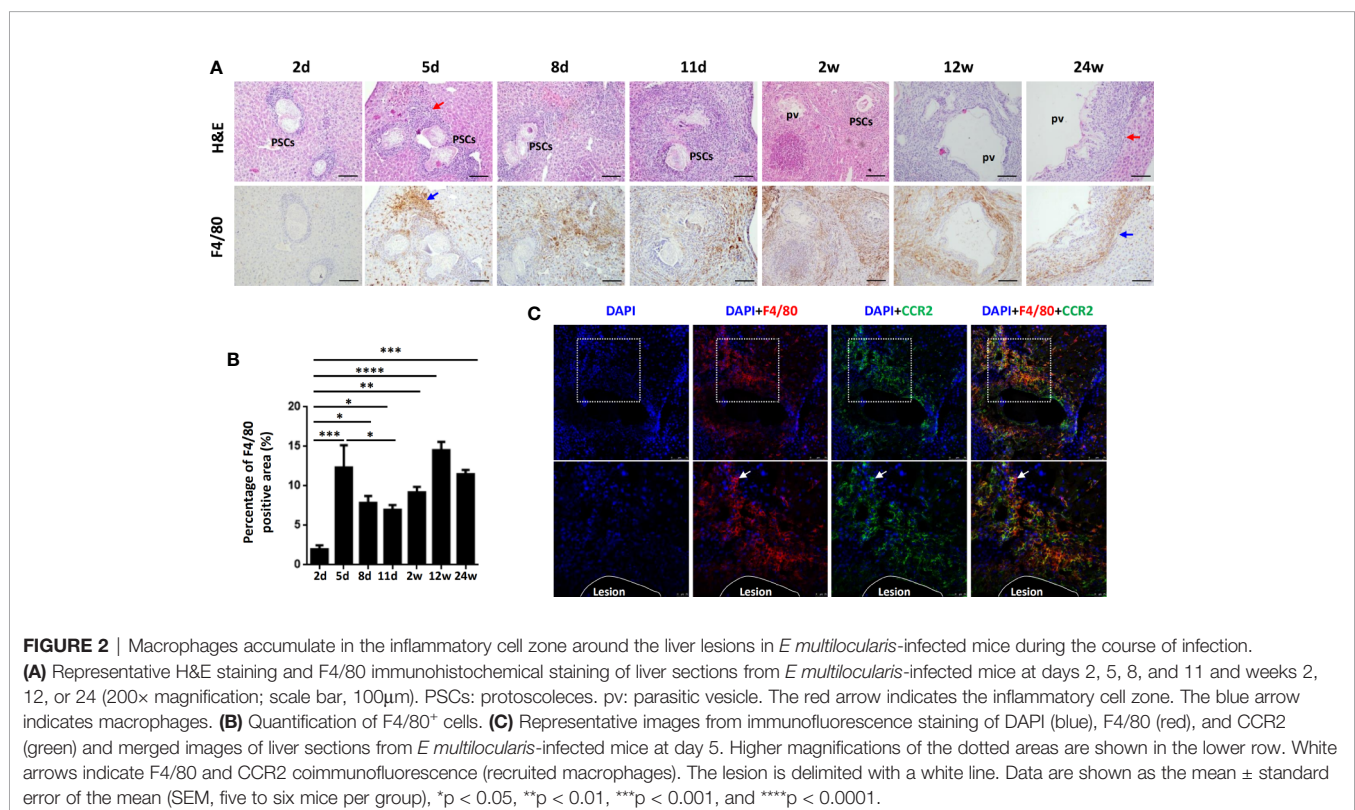 A
2d 5d 8d 11d 2w 12w 24w
H&E
PSCs
PSCs
PSCs
PSCs
pv
PSCs
pv
pv
F4/80
B
***
****
**
*
*
*** *
Percentage of F4/80
positive area (%)
20
15
10
5
0
2d 5d 8d 11d 2w 12w 24w
C
DAPI DAPI+F4/80 DAPI+CCR2 DAPI+F4/80+CCR2
Lesion Lesion Lesion Lesion
FIGURE 2 | Macrophages accumulate in the inflammatory cell zone around the liver lesions in E multilocularis-infected mice during the course of infection.
(A) Representative H&E staining and F4/80 immunohistochemical staining of liver sections from E multilocularis-infected mice at days 2, 5, 8, and 11 and weeks 2,
12, or 24 (200× magnification; scale bar, 100μm). PSCs: protoscoleces. pv: parasitic vesicle. The red arrow indicates the inflammatory cell zone. The blue arrow
indicates macrophages. (B) Quantification of F4/80⁺ cells. (C) Representative images from immunofluorescence staining of DAPI (blue), F4/80 (red), and CCR2
(green) and merged images of liver sections from E multilocularis-infected mice at day 5. Higher magnifications of the dotted areas are shown in the lower row. White
arrows indicate F4/80 and CCR2 coimmunofluorescence (recruited macrophages). The lesion is delimited with a white line. Data are shown as the mean ± standard
error of the mean (SEM, five to six mice per group), *p < 0.05, **p < 0.01, ***p < 0.001, and ****p < 0.0001.